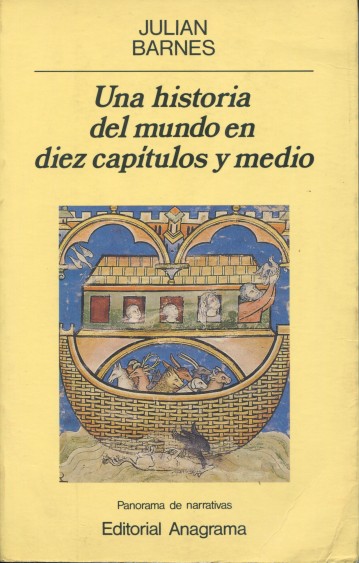 JULIAN
BARNES
Una historia
del mundo en
diez capítulos y medio
Panorama de narrativas
Editorial Anagrama